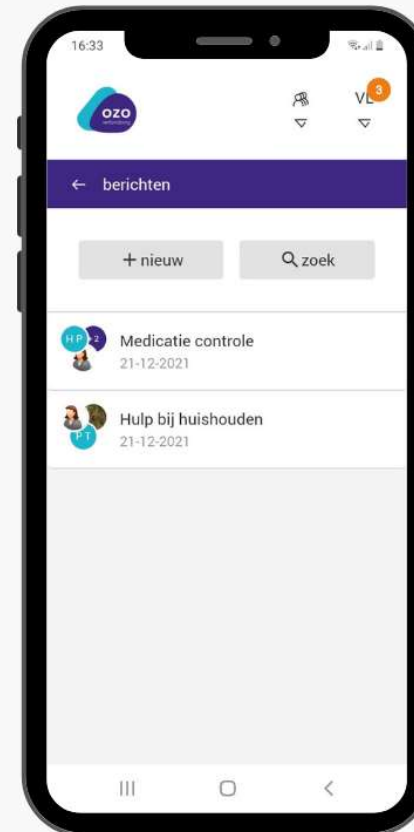 16:33
ozo
verbindzorg
VL
3
← berichten
+ nieuw
zoek
HP
+2
Medicatie controle
21-12-2021
PT
Hulp bij huishouden
21-12-2021